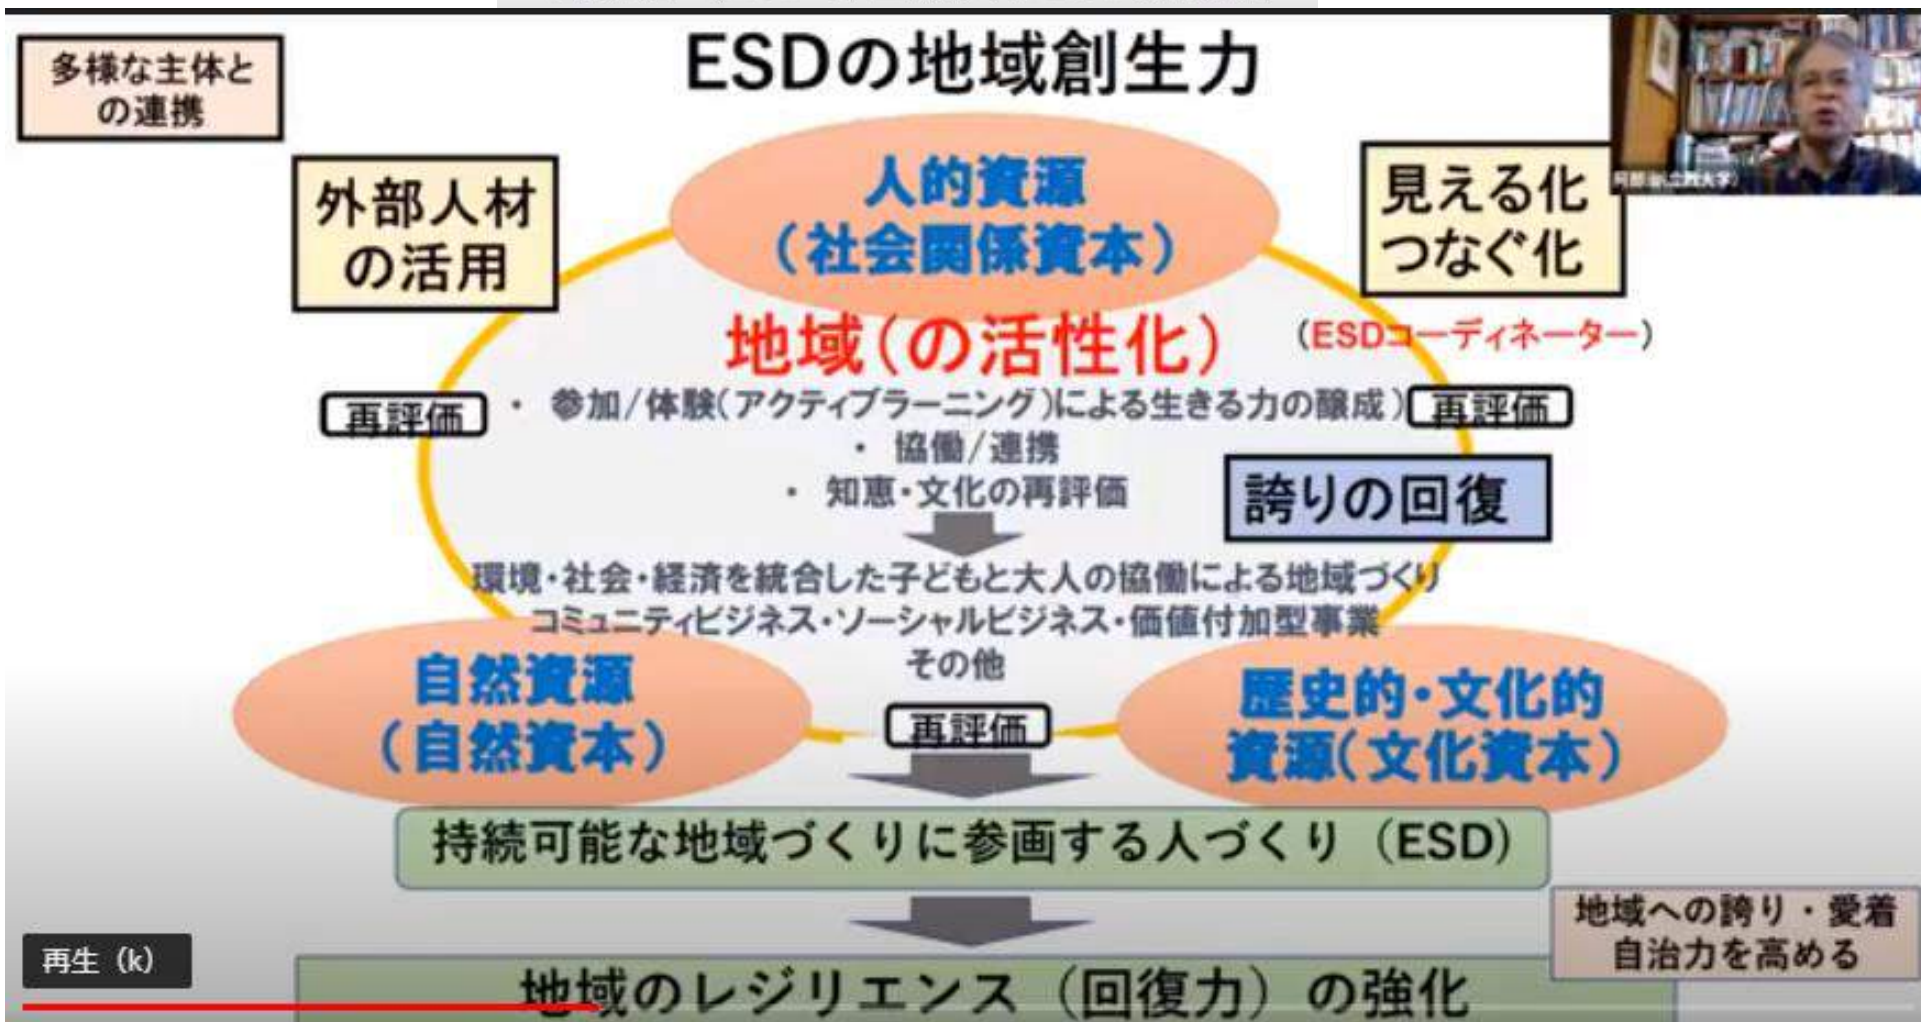 ESDの地域創生力
多様な主体と
の連携
外部人材
の活用
人的資源
（社会関係資本）
見える化
つなぐ化
阿部治(立教大学)
地域（の活性化）
（ESDコーディネーター）
再評価
・ 参加/体験（アクティブラーニング）による生きる力の醸成）
再評価
・ 協働/連携
・ 知恵・文化の再評価
誇りの回復
環境・社会・経済を統合した子どもと大人の協働による地域づくり
コミュニティビジネス・ソーシャルビジネス・価値付加型事業
その他
自然資源
（自然資本）
再評価
歴史的・文化的
資源（文化資本）
持続可能な地域づくりに参画する人づくり（ESD）
地域への誇り・愛着
自治力を高める
再生 (k)
地域のレジリエンス（回復力）の強化